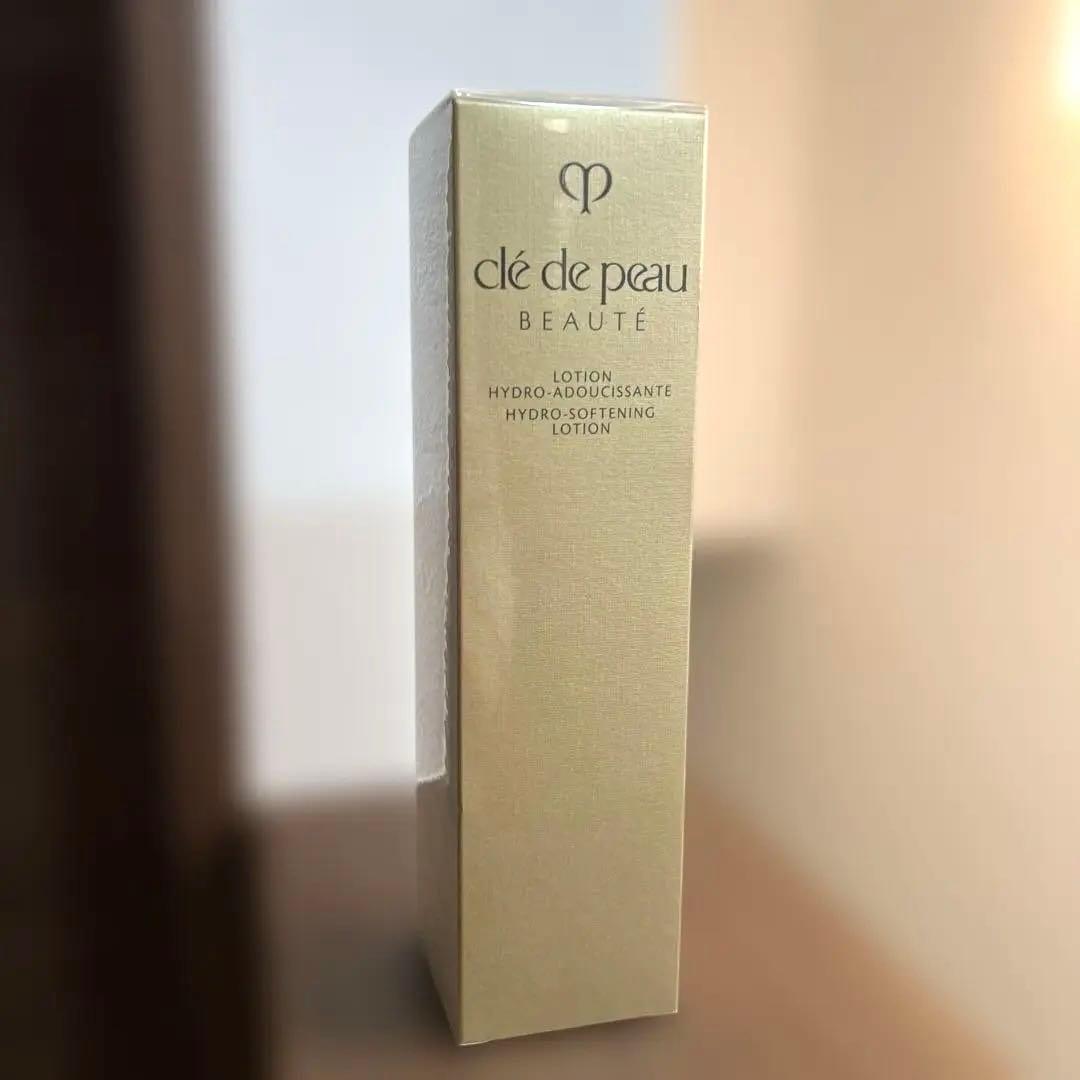 clé de peau
BEAUTÉ
LOTION
HYDRO-ADOUCISSANTE
HYDRO-SOFTENING
LOTION